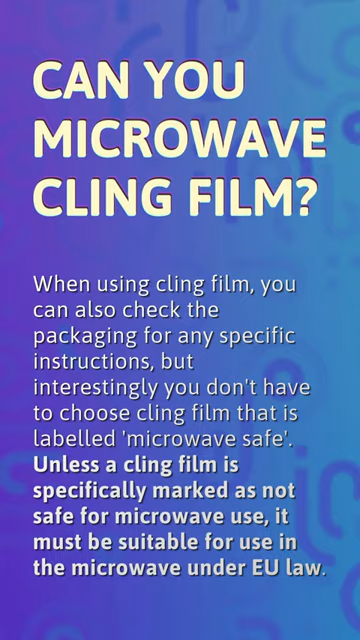 CAN YOU
MICROWAVE
CLING FILM?
When using cling film, you
can also check the
packaging for any specific
instructions, but
interestingly you don't have
to choose cling film that is
labelled 'microwave safe'.
Unless a cling film is
specifically marked as not
safe for microwave use, it
must be suitable for use in
the microwave under EU law.